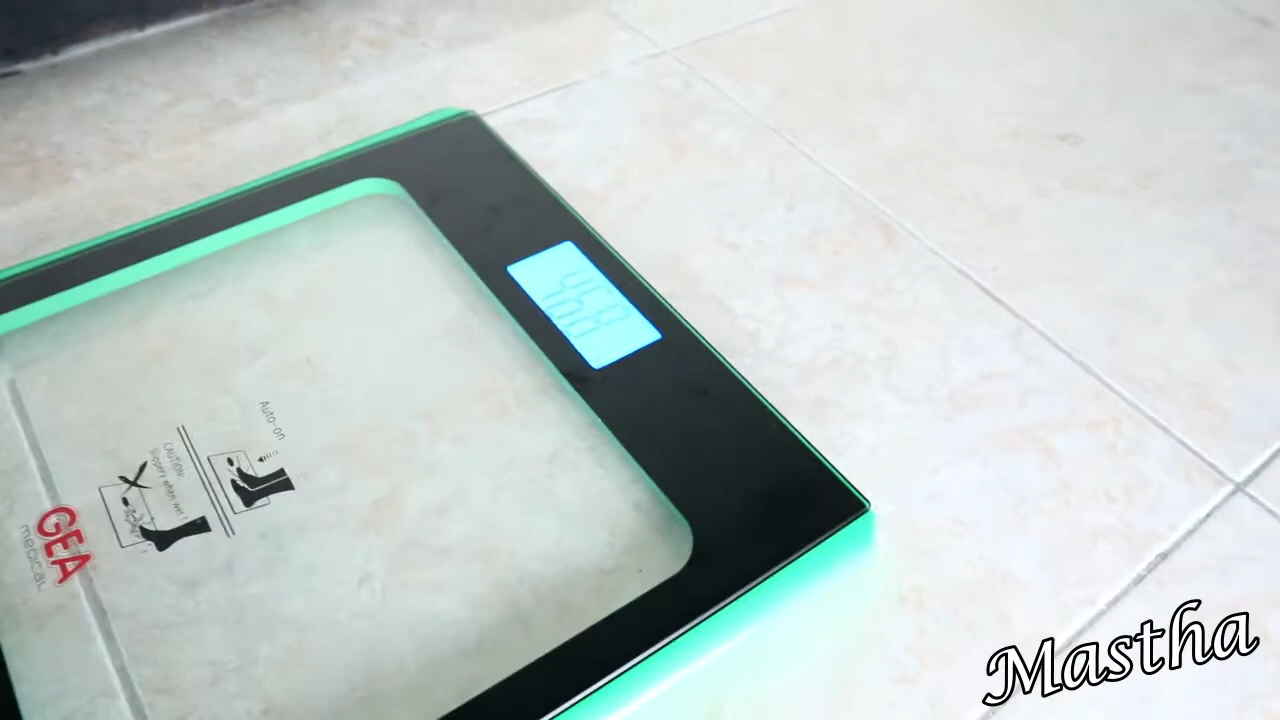 Auto-on
CAUTION:
Slippery when wet!
GEA
medical
Mastha